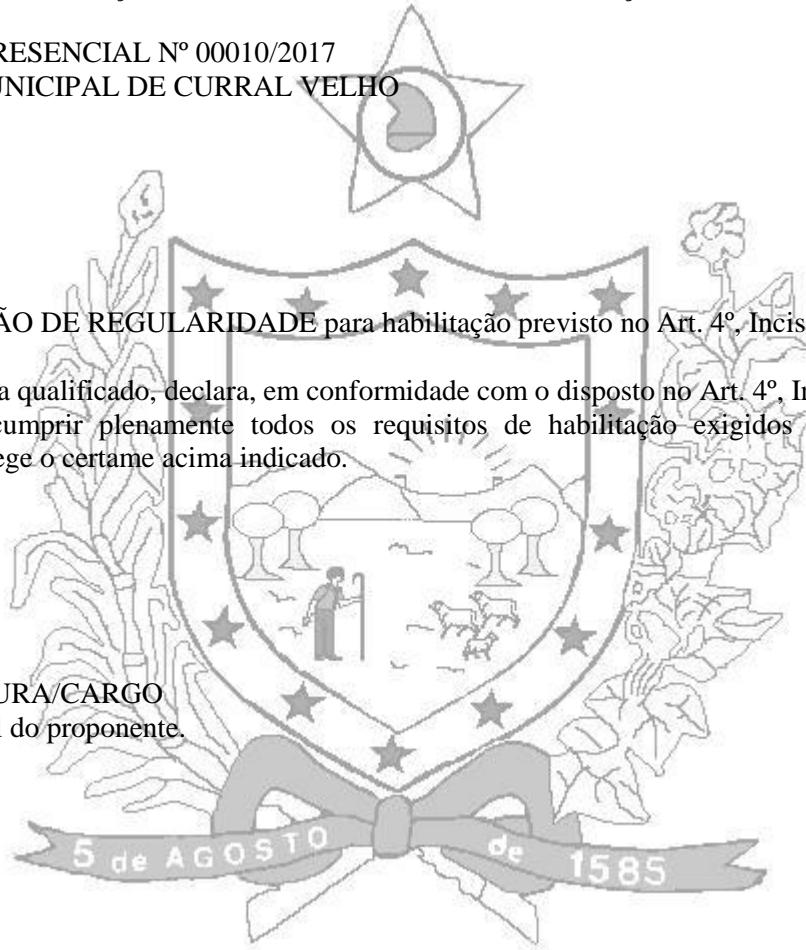 RESENCIAL Nº 00010/2017
UNICIPAL DE CURRAL VELHO
ÃO DE REGULARIDADE para habilitação previsto no Art. 4º, Incis
a qualificado, declara, em conformidade com o disposto no Art. 4º, In
cumprir plenamente todos os requisitos de habilitação exigidos
ege o certame acima indicado.
URA/CARGO
l do proponente.
5 de AGOSTO de 1585